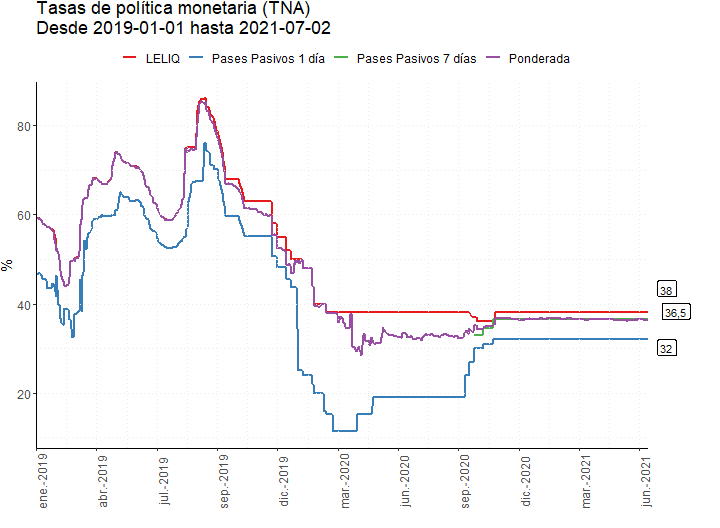 Tasas de política monetaria (TNA)
Desde 2019-01-01 hasta 2021-07-02
LELIQ Pases Pasivos 1 día Pases Pasivos 7 días Ponderada
%
80
60
40
20
38
36,5
32
ene.-2019
abr.-2019
jul.-2019
sep.-2019
dic.-2019
mar.-2020
jun.-2020
sep.-2020
dic.-2020
mar.-2021
jun.-2021